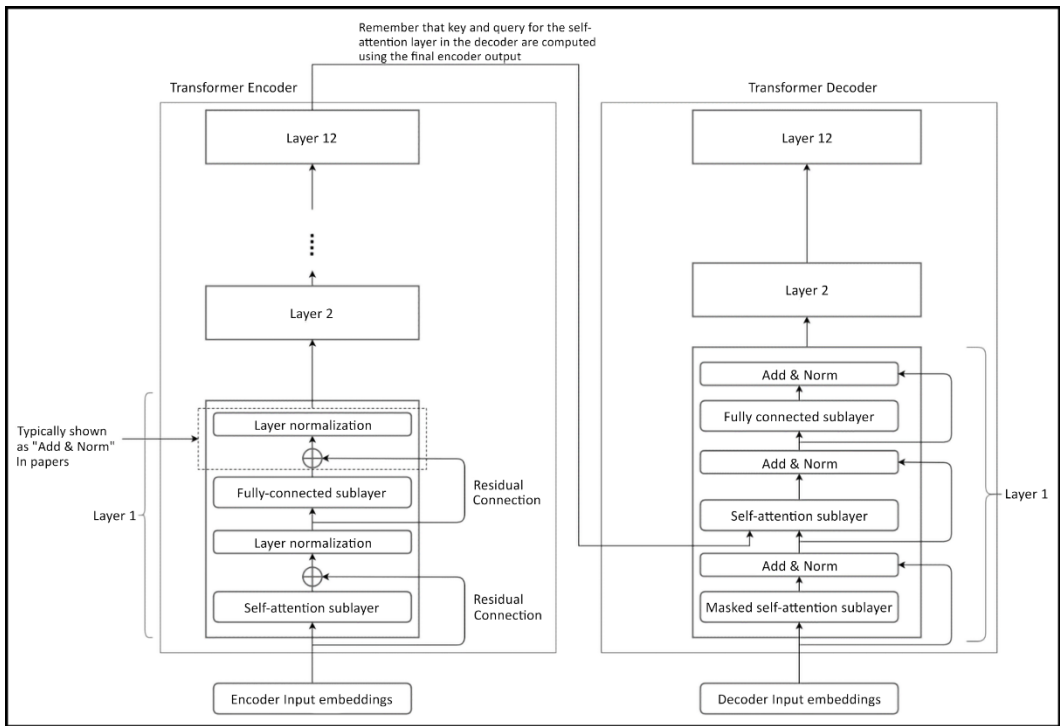 Remember that key and query for the self-
attention layer in the decoder are computed
using the final encoder output
Transformer Encoder
Layer 12
Layer 2
Layer normalization
Fully-connected sublayer
Layer normalization
Self-attention sublayer
Encoder Input embeddings
Typically shown
as "Add & Norm"
In papers
Layer 1
Residual
Connection
Residual
Connection
Transformer Decoder
Layer 12
Layer 2
Add & Norm
Fully connected sublayer
Add & Norm
Self-attention sublayer
Add & Norm
Masked self-attention sublayer
Decoder Input embeddings
Layer 1